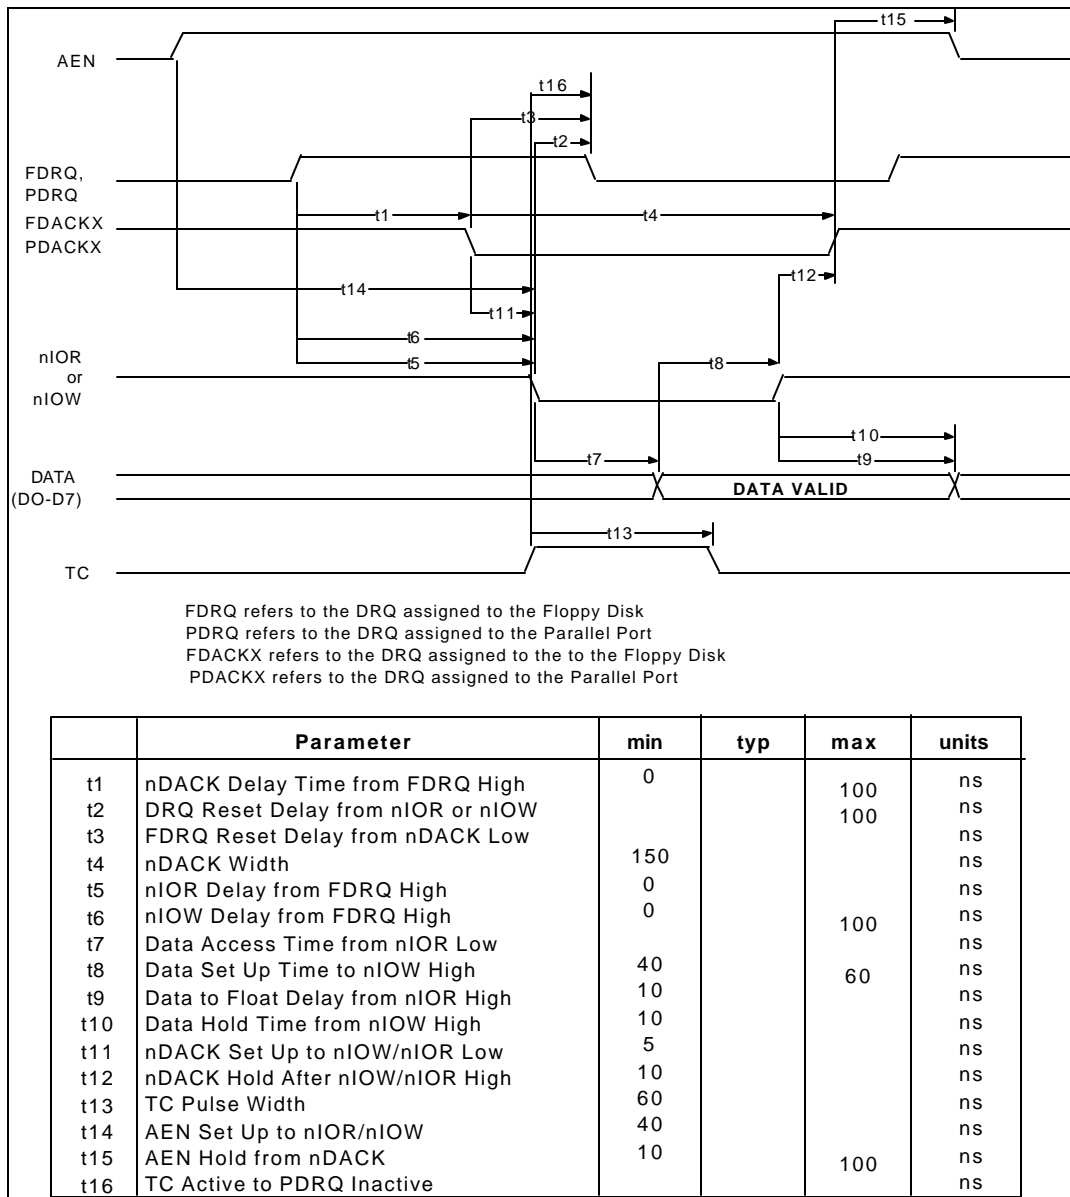 t15
AEN
t16
t3
t2
FDRQ,
PDRQ
FDACKX
PDACKX
t1
t4
t12
t14
t11
t6
t5
nIOR
or
nIOW
t8
t10
t9
t7
DATA
(DO-D7)
DATA VALID
t13
TC
FDRQ refers to the DRQ assigned to the Floppy Disk
PDRQ refers to the DRQ assigned to the Parallel Port
FDACKX refers to the DRQ assigned to the to the Floppy Disk
PDACKX refers to the DRQ assigned to the Parallel Port
Parameter min typ max units
t1 nDACK Delay Time from FDRQ High 0 100 ns
t2 DRQ Reset Delay from nIOR or nIOW 100 ns
t3 FDRQ Reset Delay from nDACK Low ns
t4 nDACK Width 150 ns
t5 nIOR Delay from FDRQ High 0 ns
t6 nIOW Delay from FDRQ High 0 100 ns
t7 Data Access Time from nIOR Low ns
t8 Data Set Up Time to nIOW High 40 60 ns
t9 Data to Float Delay from nIOR High 10 ns
t10 Data Hold Time from nIOW High 10 ns
t11 nDACK Set Up to nIOW/nIOR Low 5 ns
t12 nDACK Hold After nIOW/nIOR High 10 ns
t13 TC Pulse Width 60 ns
t14 AEN Set Up to nIOR/nIOW 40 ns
t15 AEN Hold from nDACK 10 100 ns
t16 TC Active to PDRQ Inactive ns